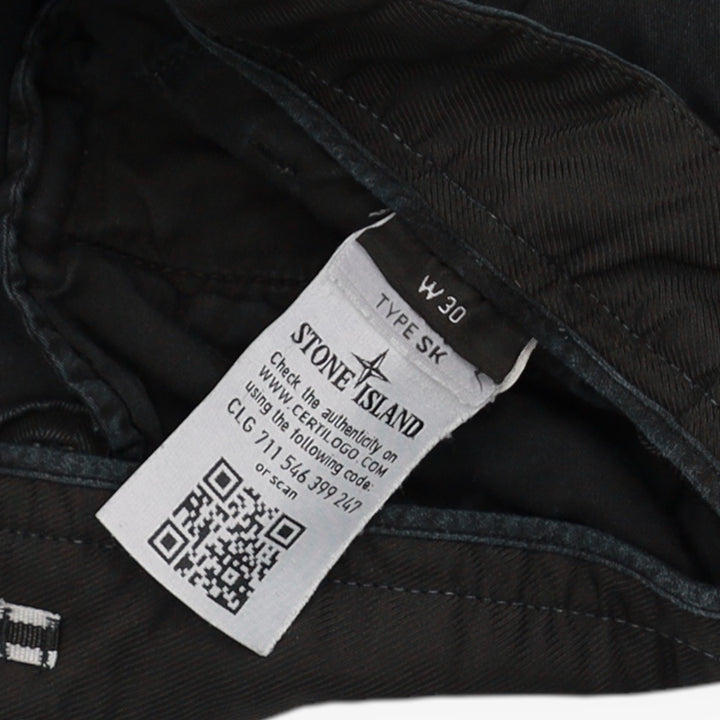 W30
TYPE SK
STONE ISLAND
Check the authenticity on
WWW.CERTILOGO.COM
using the following code:
CLG 711 546 399 247
or scan